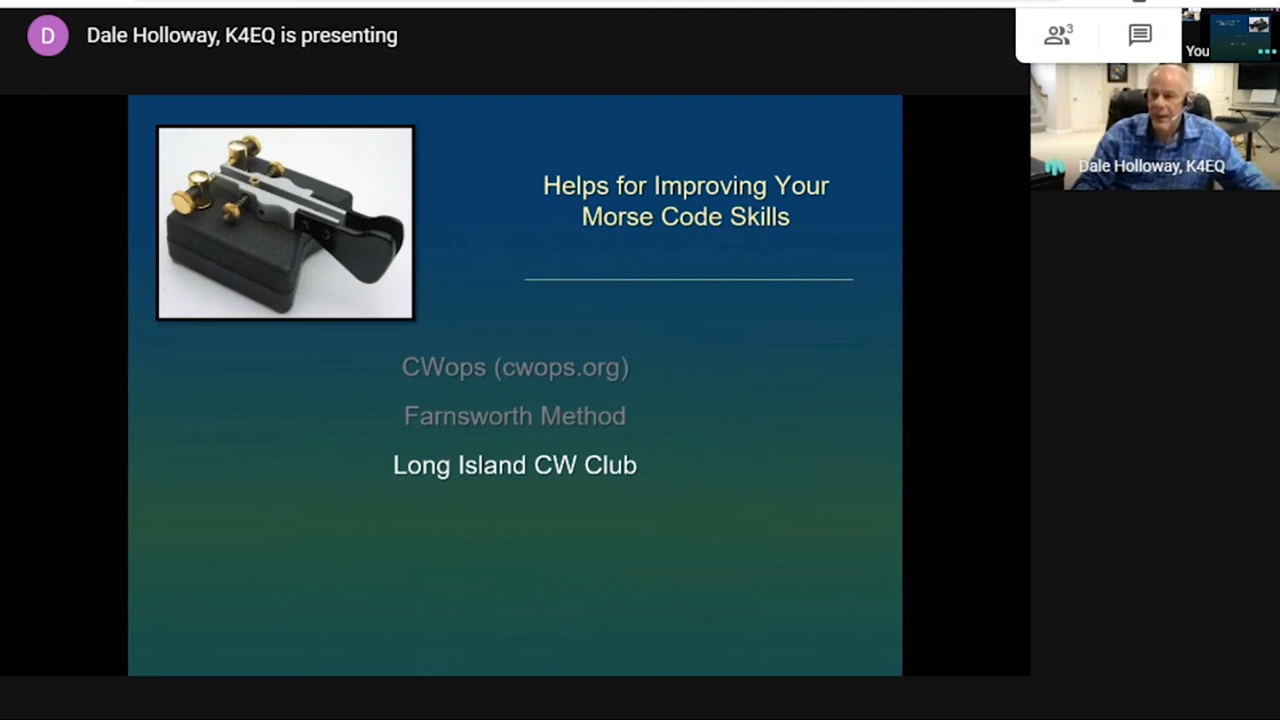 D
Dale Holloway, K4EQ is presenting
3
You
Dale Holloway, K4EQ
Helps for Improving Your
Morse Code Skills
CWops (cwops.org)
Farnsworth Method
Long Island CW Club